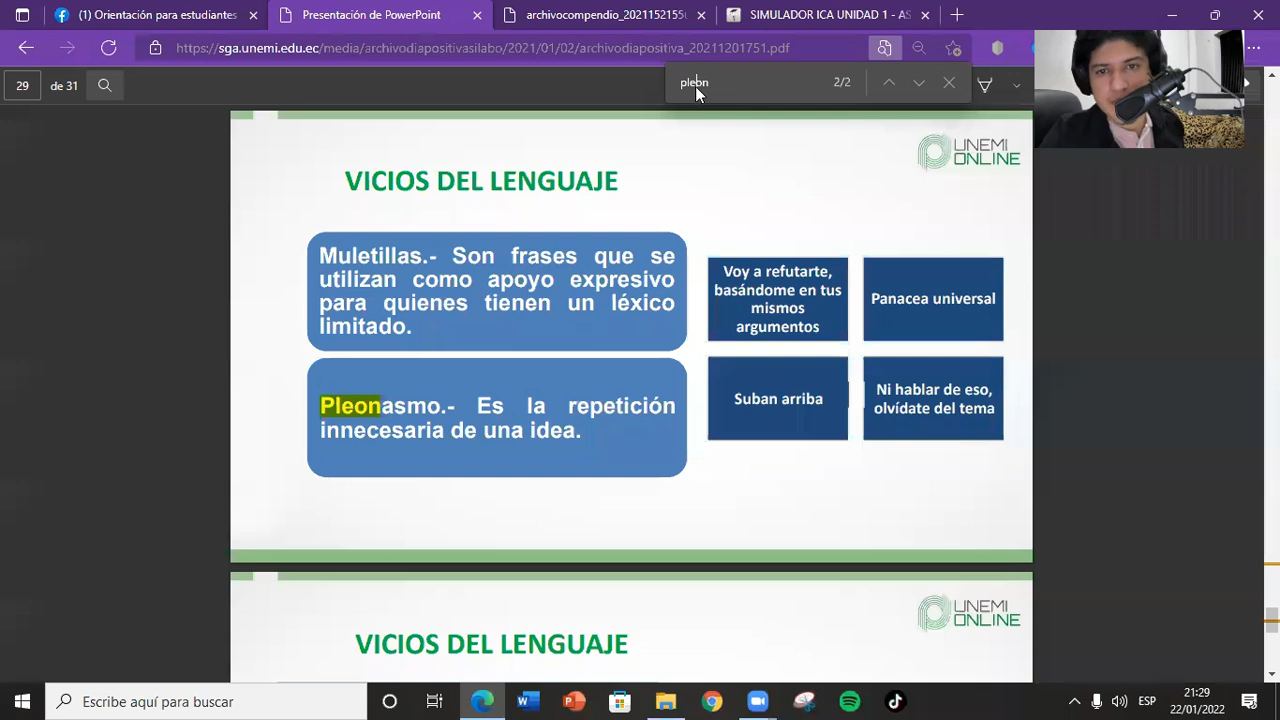 (1) Orientación para estudiantes
Presentación de PowerPoint
archivocompendio_2021152155
SIMULADOR ICA UNIDAD 1 - AS
https://sga.unemi.edu.ec/media/archivodiapositivasilabo/2021/01/02/archivodiapositiva_20211201751.pdf
29 de 31
pleon
2/2
UNEMI
ONLINE
VICIOS DEL LENGUAJE
Muletillas.- Son frases que se
utilizan como apoyo expresivo
para quienes tienen un léxico
limitado.
Voy a refutarte,
basándome en tus
mismos
argumentos
Panacea universal
Pleonasmo.- Es la repetición
innecesaria de una idea.
Suban arriba
Ni hablar de eso,
olvídate del tema
UNEMI
ONLINE
VICIOS DEL LENGUAJE
Escribe aquí para buscar
ESP
21:29
22/01/2022